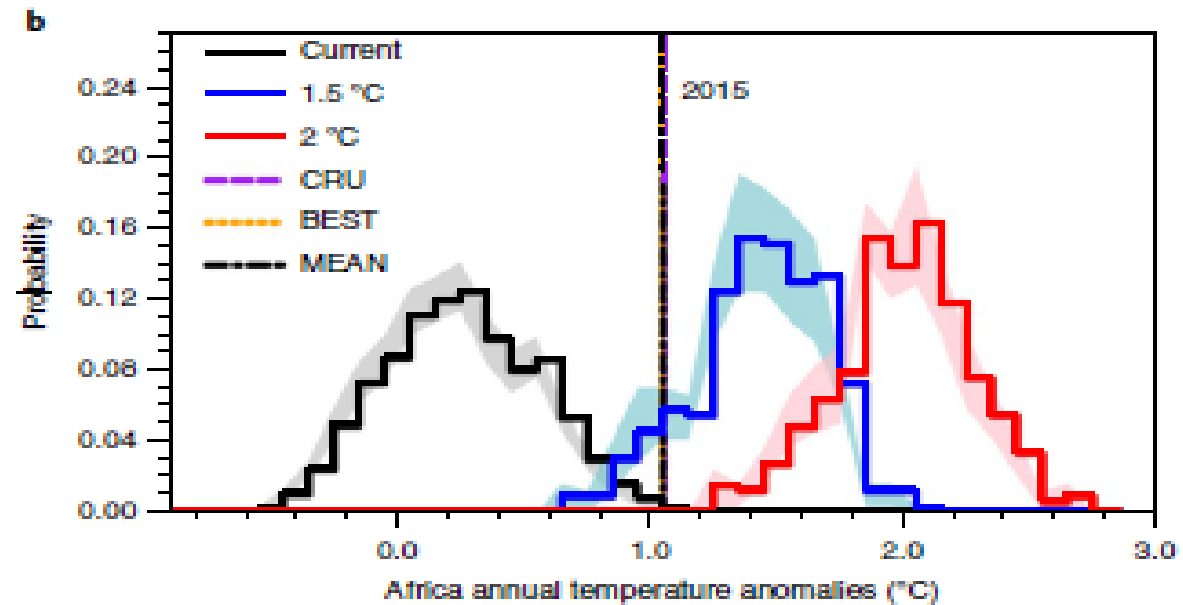 b
Current
1.5 °C
2 °C
CRU
BEST
MEAN
2015
0.24
0.20
0.16
0.12
0.08
0.04
0.00
Probability
0.0 1.0 2.0 3.0
Africa annual temperature anomalies (°C)